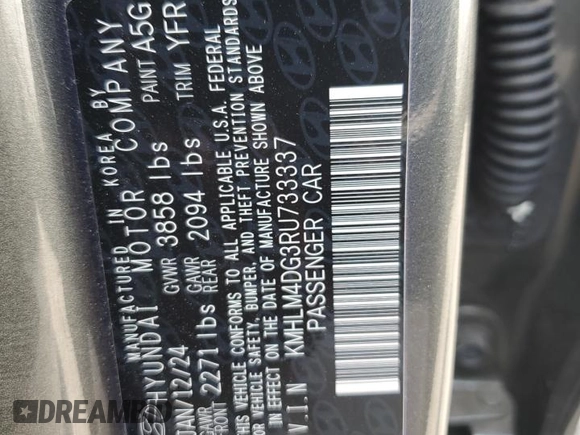 MANUFACTURED IN KOREA BY
HYUNDAI MOTOR COMPANY
JAN/12/24 GVWR 3858 lbs PAINT A5G
GAWR FRONT 2271 lbs GAWR REAR 2094 lbs TRIM YFR
THIS VEHICLE CONFORMS TO ALL APPLICABLE U.S.A. FEDERAL
MOTOR VEHICLE SAFETY, BUMPER, AND THEFT PREVENTION STANDARDS
IN EFFECT ON THE DATE OF MANUFACTURE SHOWN ABOVE
V.I.N KMHLM4DG3RU733337
PASSENGER CAR
DREAMBID